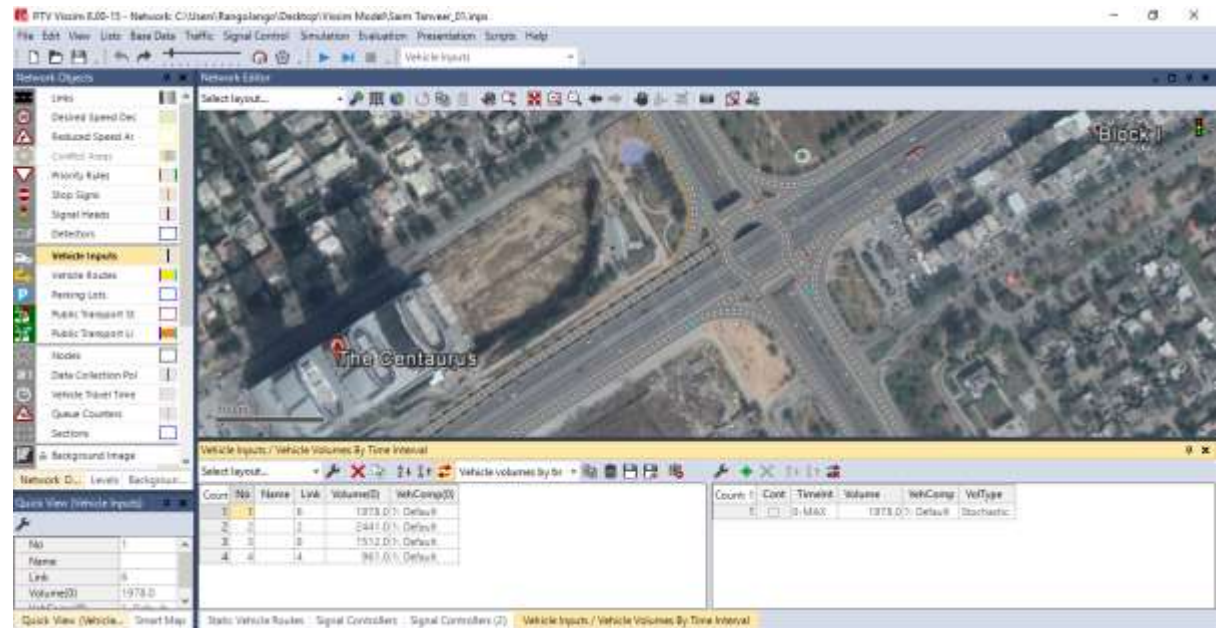 PTV Vissim 8.00-15 - Network: C:\Users\Rangolango\Desktop\Vissim Model\Saim Tanveer_01.inpx
File Edit View Lists Base Data Traffic Signal Control Simulation Evaluation Presentation Scripts Help
Vehicle Inputs
Network Objects
Network Editor
Links
Select layout...
Desired Speed Dec
Reduced Speed Ar
Conflict Areas
Priority Rules
Stop Signs
Signal Heads
Detectors
Vehicle Inputs
Vehicle Routes
Parking Lots
Public Transport St
Public Transport Li
Nodes
Data Collection Poi
Vehicle Travel Time
Queue Counters
Sections
Background Image
Block I
The Centaurus
Network O... Levels Backgroun...
Vehicle Inputs / Vehicle Volumes By Time Interval
Select layout... Vehicle volumes by tir
Count No Name Link Volume(0) VehComp(0)
1 1 6 1978.0 1: Default
2 2 2 2441.0 1: Default
3 3 8 1512.0 1: Default
4 4 4 961.0 1: Default
Count: 1 Cont TimeInt Volume VehComp VolType
1 0-MAX 1978.0 1: Default Stochastic
Quick View (Vehicle Inputs)
No 1
Name
Link 6
Volume(0) 1978.0
Quick View (Vehicle... Smart Map
Static Vehicle Routes Signal Controllers Signal Controllers (2) Vehicle Inputs / Vehicle Volumes By Time Interval